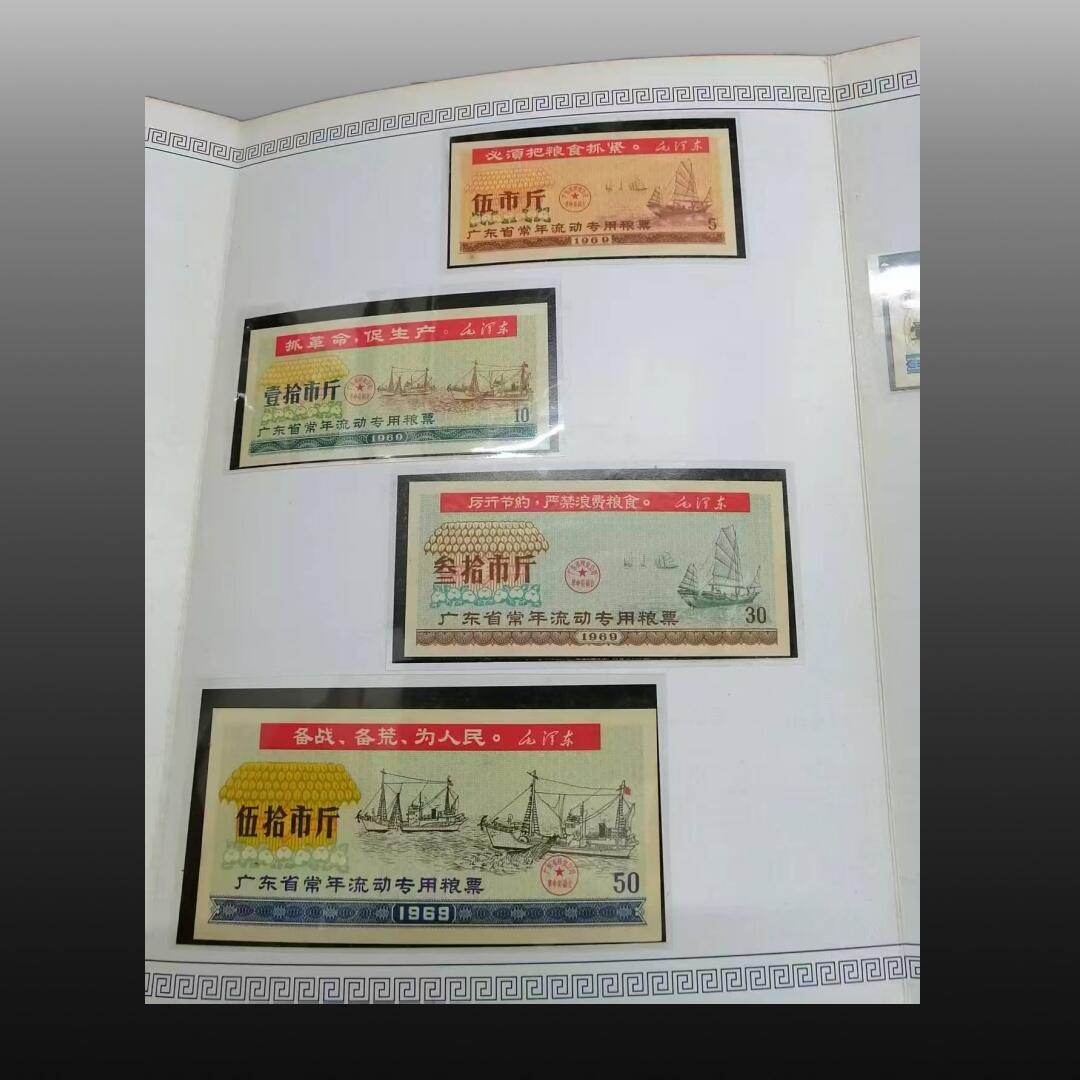 必须把粮食抓紧。 毛泽东
伍市斤
广东省常年流动专用粮票
5
1969
抓革命,促生产。 毛泽东
壹拾市斤
10
广东省常年流动专用粮票
1969
厉行节约,严禁浪费粮食。 毛泽东
叁拾市斤
广东省常年流动专用粮票
30
1969
备战、备荒、为人民。 毛泽东
伍拾市斤
广东省常年流动专用粮票
50
1969